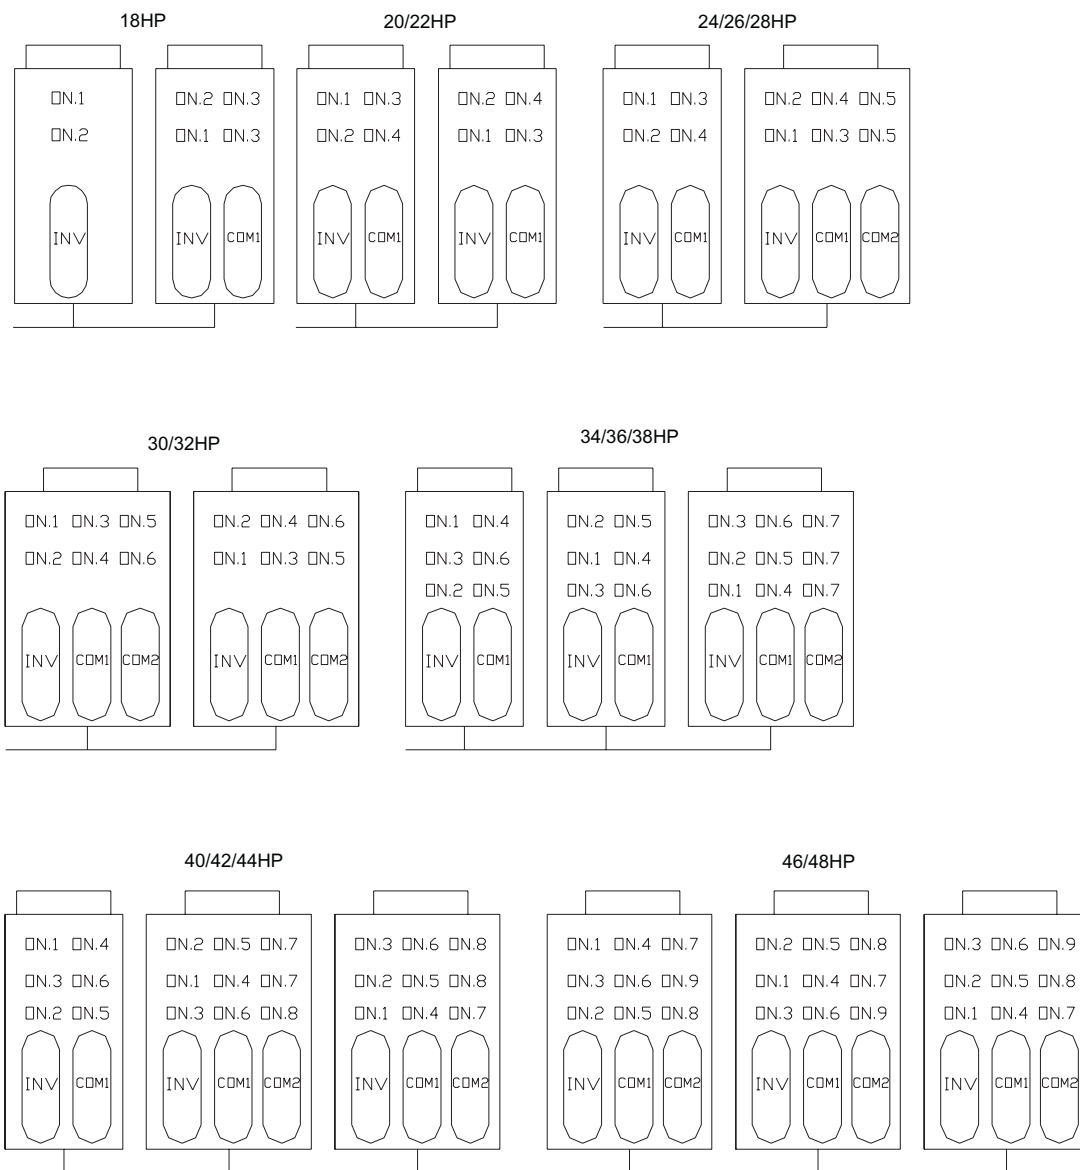 18HP 20/22HP 24/26/28HP
ON.1 ON.2 ON.3 ON.1 ON.3 ON.2 ON.4 ON.1 ON.3 ON.2 ON.4 ON.5
ON.2 ON.1 ON.3 ON.2 ON.4 ON.1 ON.3 ON.2 ON.4 ON.1 ON.3 ON.5
INV INV COM1 INV COM1 INV COM1 INV COM1 INV COM1 COM2
30/32HP 34/36/38HP
ON.1 ON.3 ON.5 ON.2 ON.4 ON.6 ON.1 ON.4 ON.2 ON.5 ON.3 ON.6 ON.7
ON.2 ON.4 ON.6 ON.1 ON.3 ON.5 ON.3 ON.6 ON.1 ON.4 ON.2 ON.5 ON.7
ON.2 ON.5 ON.3 ON.6 ON.1 ON.4 ON.7
INV COM1 COM2 INV COM1 COM2 INV COM1 INV COM1 INV COM1 COM2
40/42/44HP 46/48HP
ON.1 ON.4 ON.2 ON.5 ON.7 ON.3 ON.6 ON.8 ON.1 ON.4 ON.7 ON.2 ON.5 ON.8 ON.3 ON.6 ON.9
ON.3 ON.6 ON.1 ON.4 ON.7 ON.2 ON.5 ON.8 ON.3 ON.6 ON.9 ON.1 ON.4 ON.7 ON.2 ON.5 ON.8
ON.2 ON.5 ON.3 ON.6 ON.8 ON.1 ON.4 ON.7 ON.2 ON.5 ON.8 ON.3 ON.6 ON.9 ON.1 ON.4 ON.7
INV COM1 INV COM1 COM2 INV COM1 COM2 INV COM1 COM2 INV COM1 COM2 INV COM1 COM2